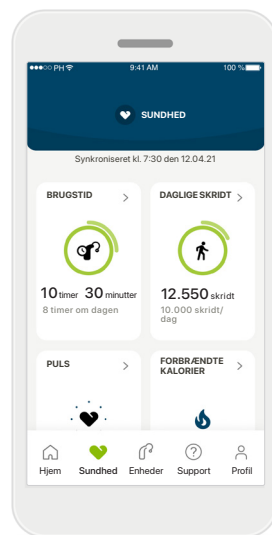 PH 9:41 AM 100 %
SUNDHED
Synkroniseret kl. 7:30 den 12.04.21
BRUGSTID
10 timer 30 minutter
8 timer om dagen
DAGLIGE SKRIDT
12.550 skridt
10.000 skridt/
dag
PULS
FORBRÆNDTE
KALORIER
Hjem Sundhed Enheder Support Profil